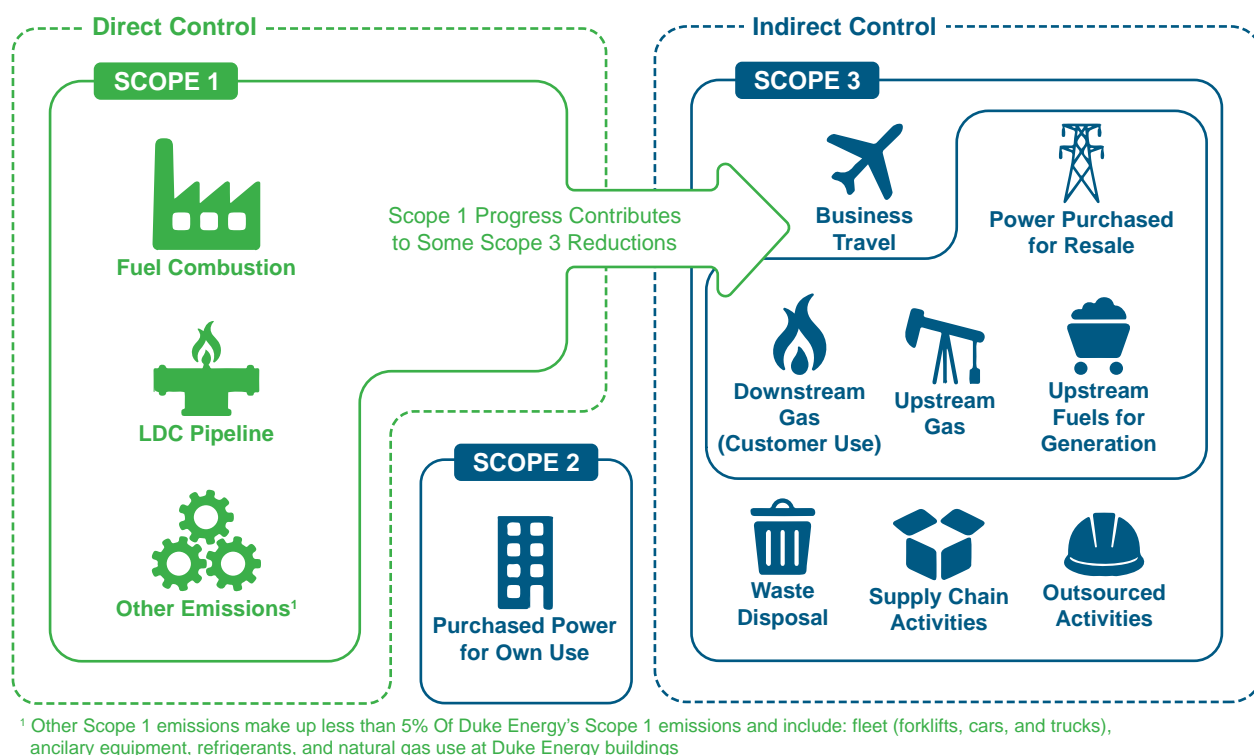 Direct Control
SCOPE 1
Fuel Combustion
LDC Pipeline
Other Emissions¹
Scope 1 Progress Contributes
to Some Scope 3 Reductions
SCOPE 2
Purchased Power
for Own Use
Indirect Control
SCOPE 3
Business
Travel
Power Purchased
for Resale
Downstream
Gas
(Customer Use)
Upstream
Gas
Upstream
Fuels for
Generation
Waste
Disposal
Supply Chain
Activities
Outsourced
Activities
¹ Other Scope 1 emissions make up less than 5% Of Duke Energy's Scope 1 emissions and include: fleet (forklifts, cars, and trucks),
ancilary equipment, refrigerants, and natural gas use at Duke Energy buildings